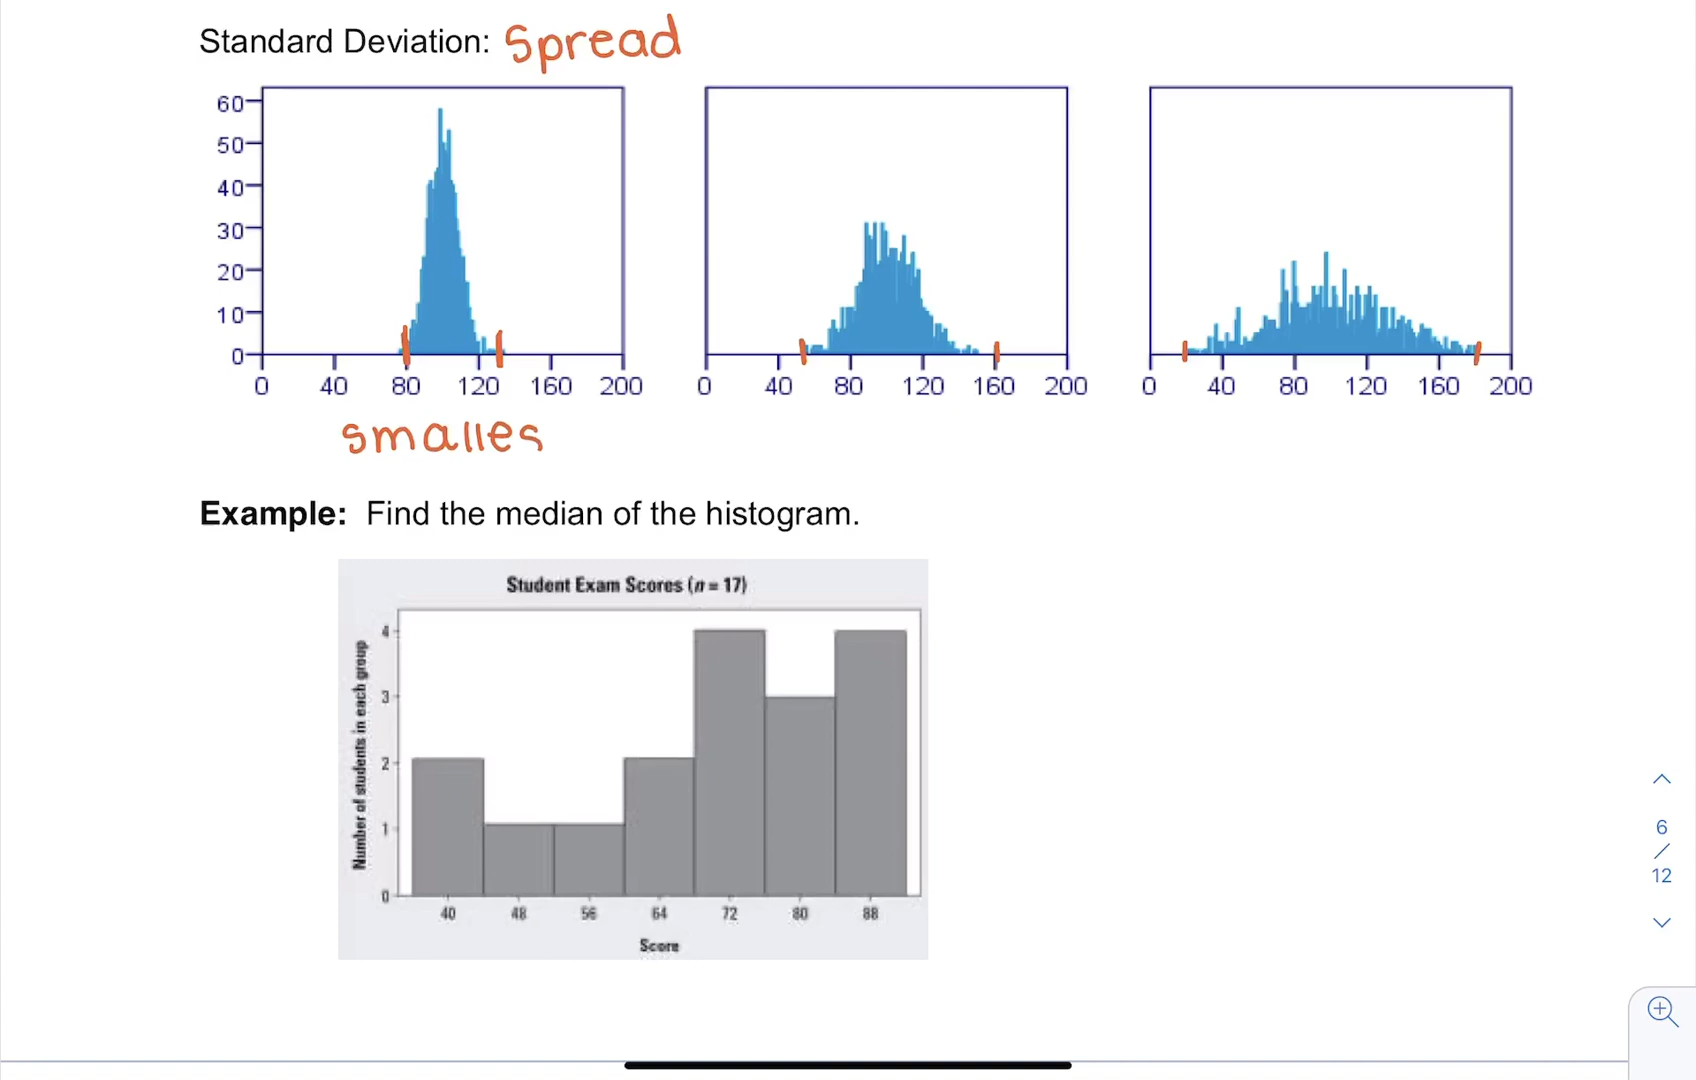 Standard Deviation: Spread
60
50
40
30
20
10
0
0 40 80 120 160 200
0 40 80 120 160 200
0 40 80 120 160 200
smalles
Example: Find the median of the histogram.
Student Exam Scores (n = 17)
Number of students in each group
4
3
2
1
0
40 48 56 64 72 80 88
Score
6
/
12